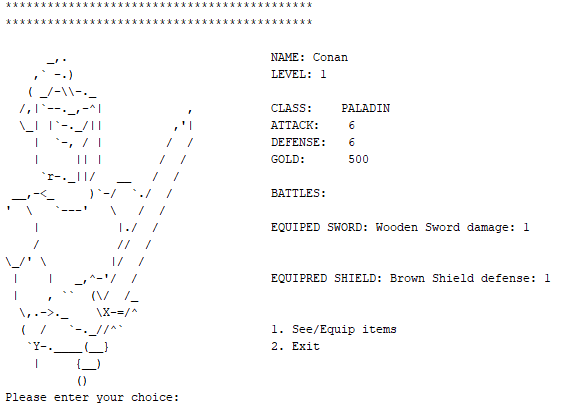 ********************************************
********************************************
NAME: Conan
LEVEL: 1
CLASS: PALADIN
ATTACK: 6
DEFENSE: 6
GOLD: 500
BATTLES:
EQUIPED SWORD: Wooden Sword damage: 1
EQUIPRED SHIELD: Brown Shield defense: 1
1. See/Equip items
2. Exit
Please enter your choice: